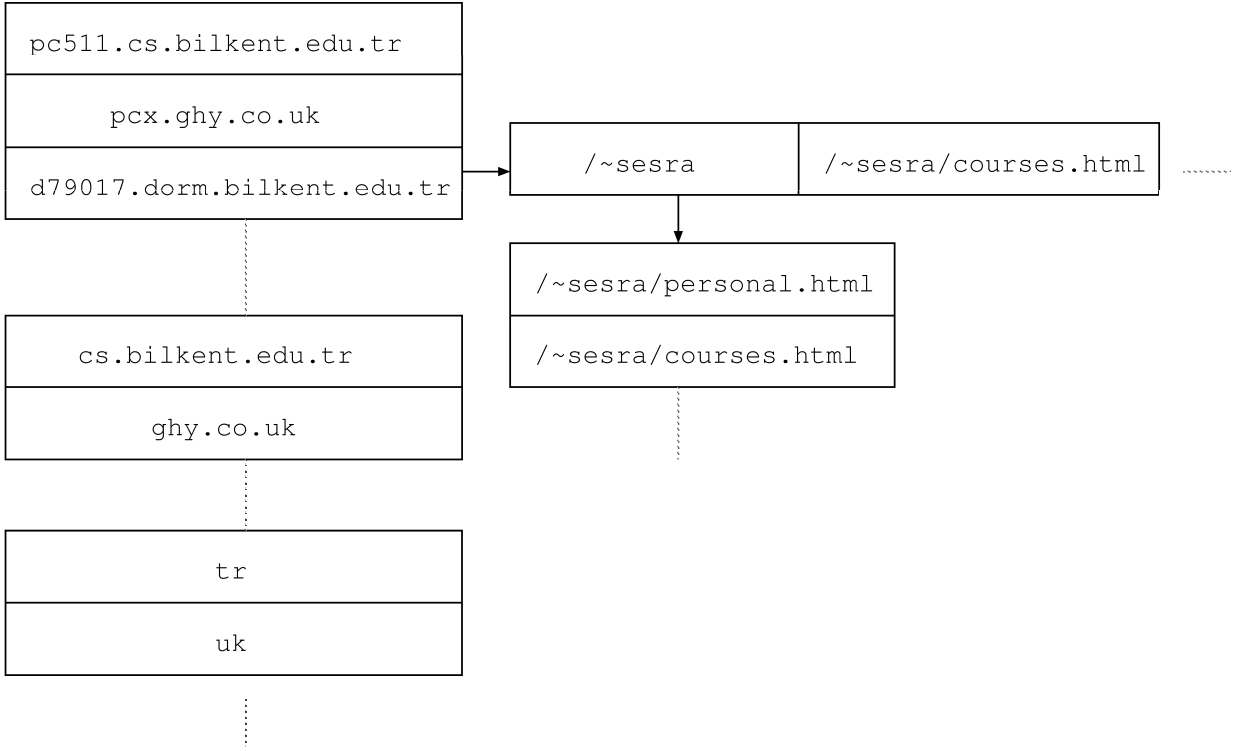 pc511.cs.bilkent.edu.tr
pcx.ghy.co.uk
d79017.dorm.bilkent.edu.tr
/~sesra
/~sesra/courses.html
/~sesra/personal.html
/~sesra/courses.html
cs.bilkent.edu.tr
ghy.co.uk
tr
uk